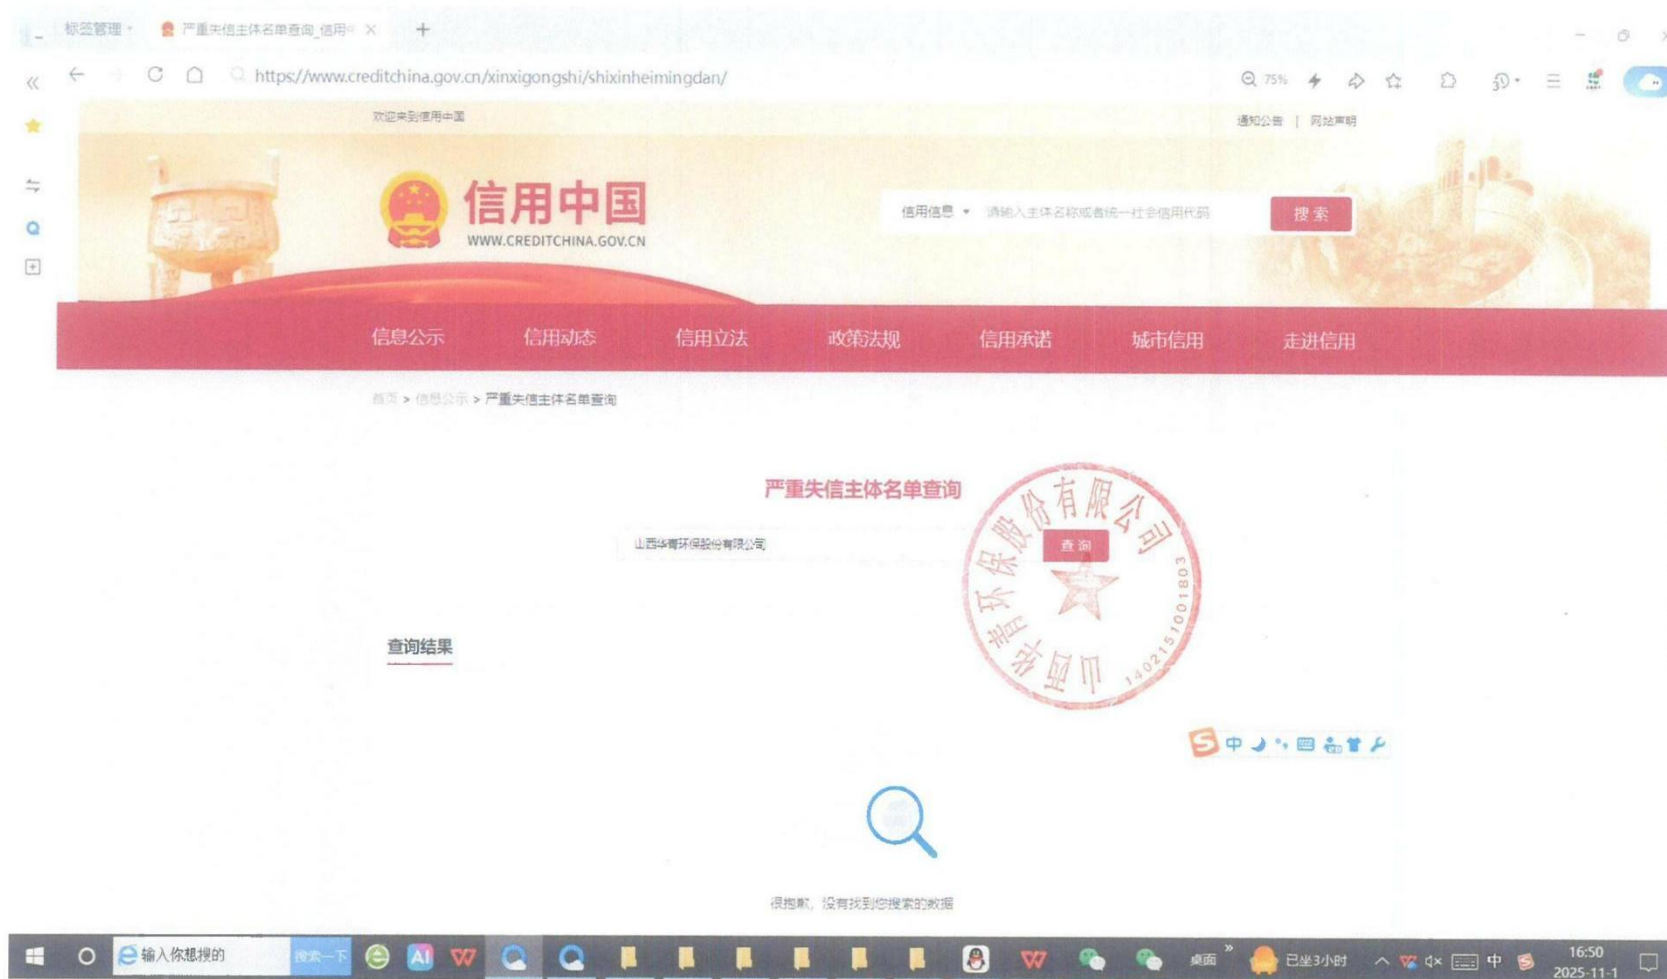 标签管理
严重失信主体名单查询_信用
https://www.creditchina.gov.cn/xinxigongshi/shixinheimingdan/
75%
欢迎来到信用中国
通知公告 | 网站声明
信用中国
WWW.CREDITCHINA.GOV.CN
信用信息
请输入主体名称或者统一社会信用代码
搜索
信息公示 信用动态 信用立法 政策法规 信用承诺 城市信用 走进信用
首页 > 信息公示 > 严重失信主体名单查询
严重失信主体名单查询
山西华青环保股份有限公司
查询
山西华青环保股份有限公司
1402151001803
查询结果
中
很抱歉，没有找到您搜索的数据
输入你想搜的
搜索一下
AI
桌面
已坐3小时
中
16:50
2025-11-1